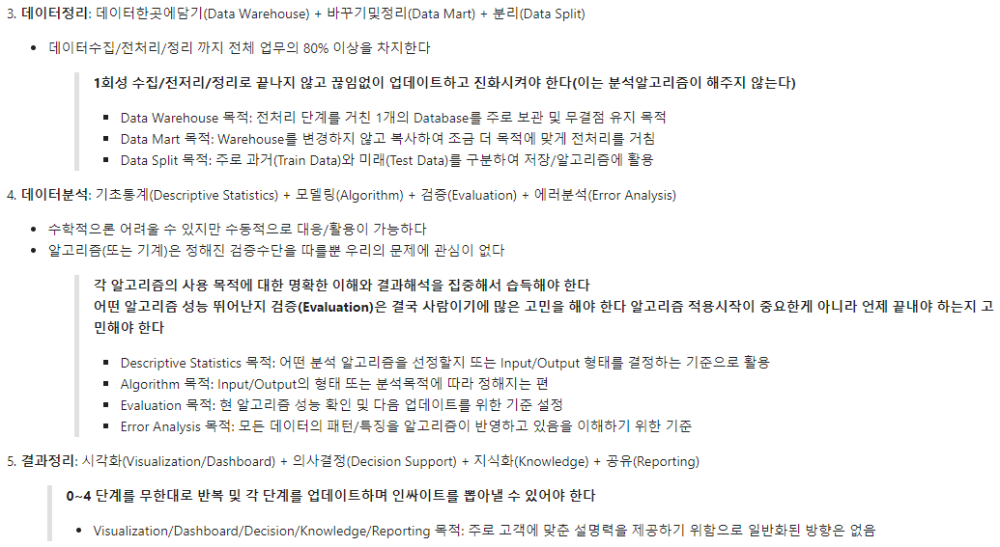 3. 데이터정리: 데이터한곳에담기(Data Warehouse) + 바꾸기및정리(Data Mart) + 분리(Data Split)
• 데이터수집/전처리/정리 까지 전체 업무의 80% 이상을 차지한다
1회성 수집/전저리/정리로 끝나지 않고 끊임없이 업데이트하고 진화시켜야 한다(이는 분석알고리즘이 해주지 않는다)
▪ Data Warehouse 목적: 전처리 단계를 거친 1개의 Database를 주로 보관 및 무결점 유지 목적
▪ Data Mart 목적: Warehouse를 변경하지 않고 복사하여 조금 더 목적에 맞게 전처리를 거침
▪ Data Split 목적: 주로 과거(Train Data)와 미래(Test Data)를 구분하여 저장/알고리즘에 활용
4. 데이터분석: 기초통계(Descriptive Statistics) + 모델링(Algorithm) + 검증(Evaluation) + 에러분석(Error Analysis)
• 수학적으론 어려울 수 있지만 수동적으로 대응/활용이 가능하다
• 알고리즘(또는 기계)은 정해진 검증수단을 따를뿐 우리의 문제에 관심이 없다
각 알고리즘의 사용 목적에 대한 명확한 이해와 결과해석을 집중해서 습득해야 한다
어떤 알고리즘 성능 뛰어난지 검증(Evaluation)은 결국 사람이기에 많은 고민을 해야 한다 알고리즘 적용시작이 중요한게 아니라 언제 끝내야 하는지 고
민해야 한다
▪ Descriptive Statistics 목적: 어떤 분석 알고리즘을 선정할지 또는 Input/Output 형태를 결정하는 기준으로 활용
▪ Algorithm 목적: Input/Output의 형태 또는 분석목적에 따라 정해지는 편
▪ Evaluation 목적: 현 알고리즘 성능 확인 및 다음 업데이트를 위한 기준 설정
▪ Error Analysis 목적: 모든 데이터의 패턴/특징을 알고리즘이 반영하고 있음을 이해하기 위한 기준
5. 결과정리: 시각화(Visualization/Dashboard) + 의사결정(Decision Support) + 지식화(Knowledge) + 공유(Reporting)
0~4 단계를 무한대로 반복 및 각 단계를 업데이트하며 인싸이트를 뽑아낼 수 있어야 한다
• Visualization/Dashboard/Decision/Knowledge/Reporting 목적: 주로 고객에 맞춘 설명력을 제공하기 위함으로 일반화된 방향은 없음